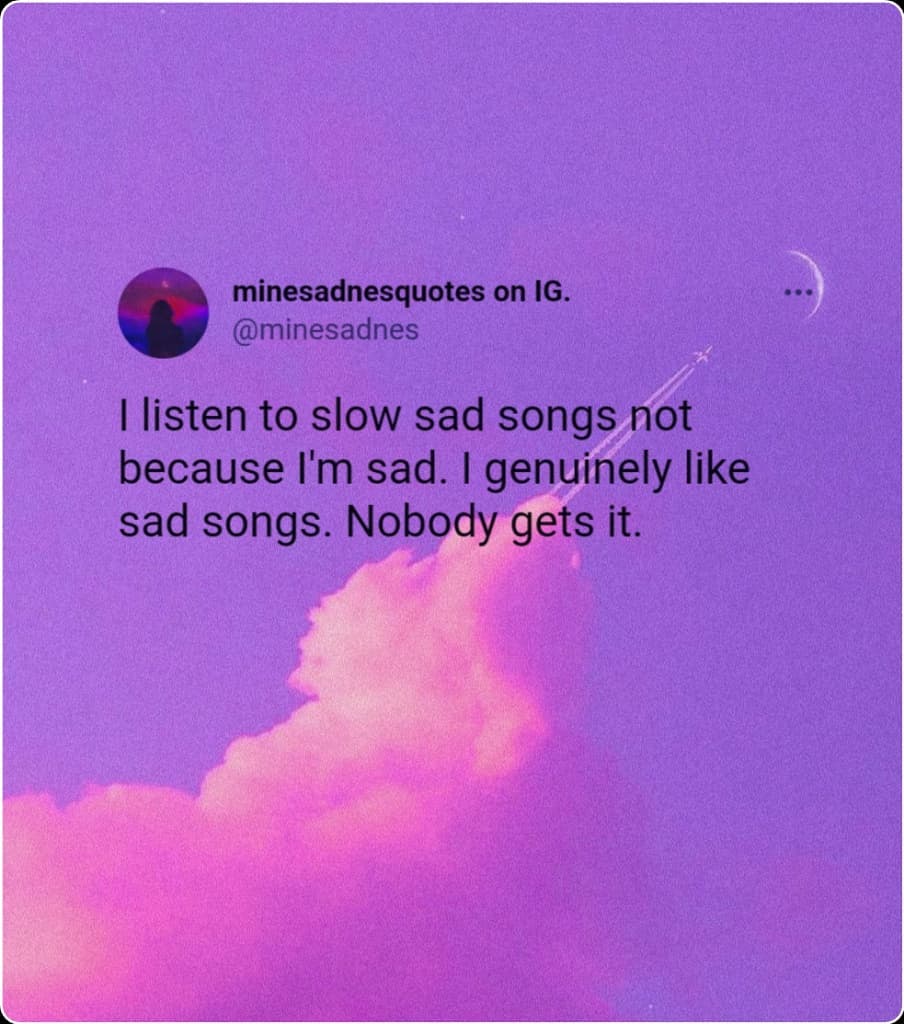 minesadnesquotes on IG.
@minesadnes
I listen to slow sad songs not
because I'm sad. I genuinely like
sad songs. Nobody gets it.